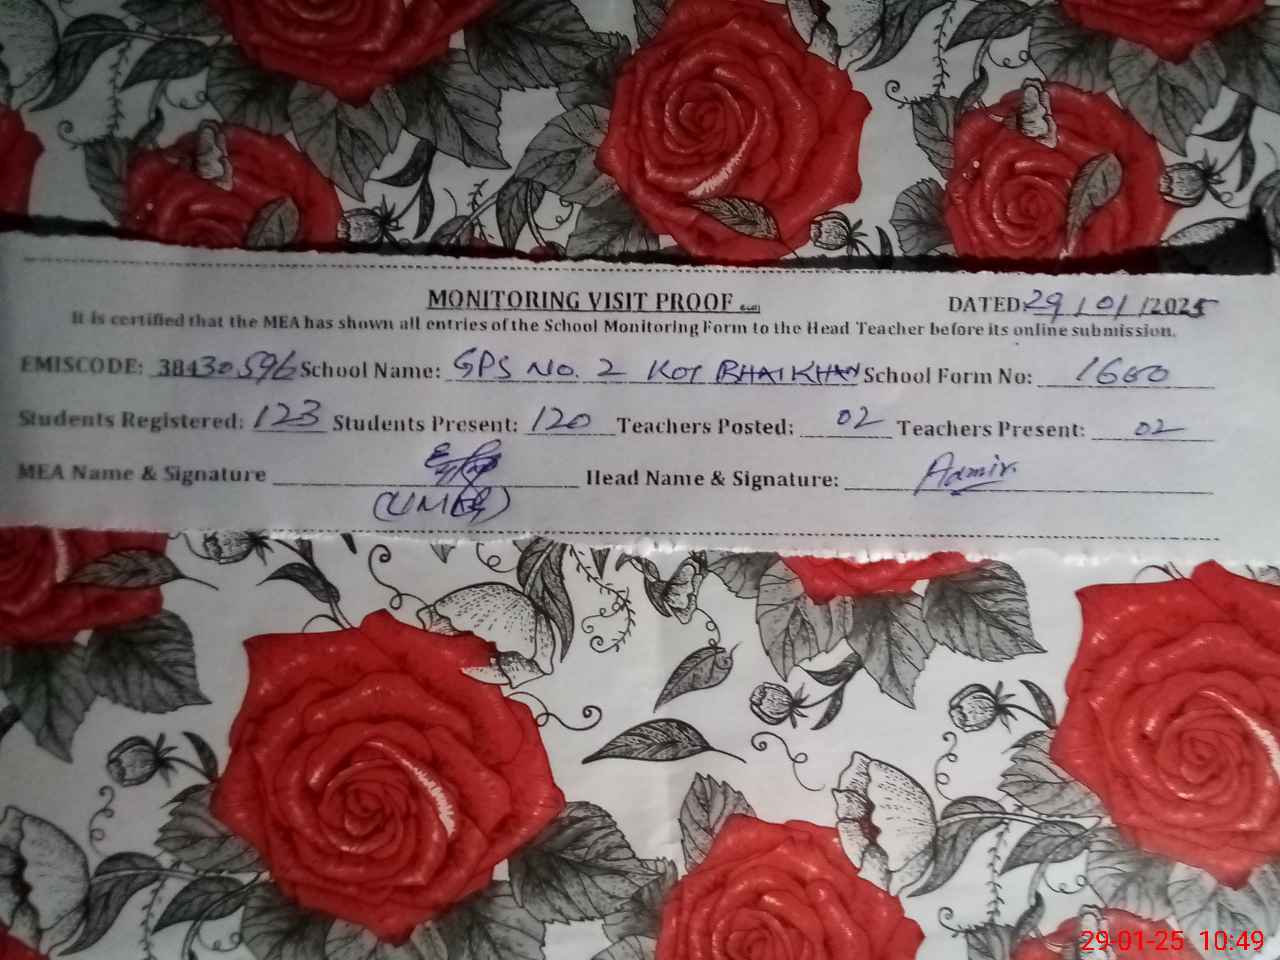 MONITORING VISIT PROOF
DATED 29/01/2025
It is certified that the MEA has shown all entries of the School Monitoring Form to the Head Teacher before its online submission.
EMISCODE: 38430596 School Name: GPS No. 2 KOT BHAI KHAN School Form No: 1600
Students Registered: 123 Students Present: 120 Teachers Posted: 02 Teachers Present: 02
MEA Name & Signature Head Name & Signature: Aamir
29-01-25 10:49